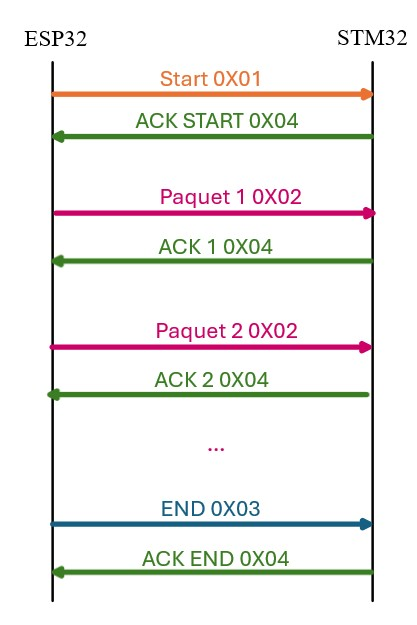 ESP32
STM32
Start 0X01
ACK START 0X04
Paquet 1 0X02
ACK 1 0X04
Paquet 2 0X02
ACK 2 0X04
...
END 0X03
ACK END 0X04